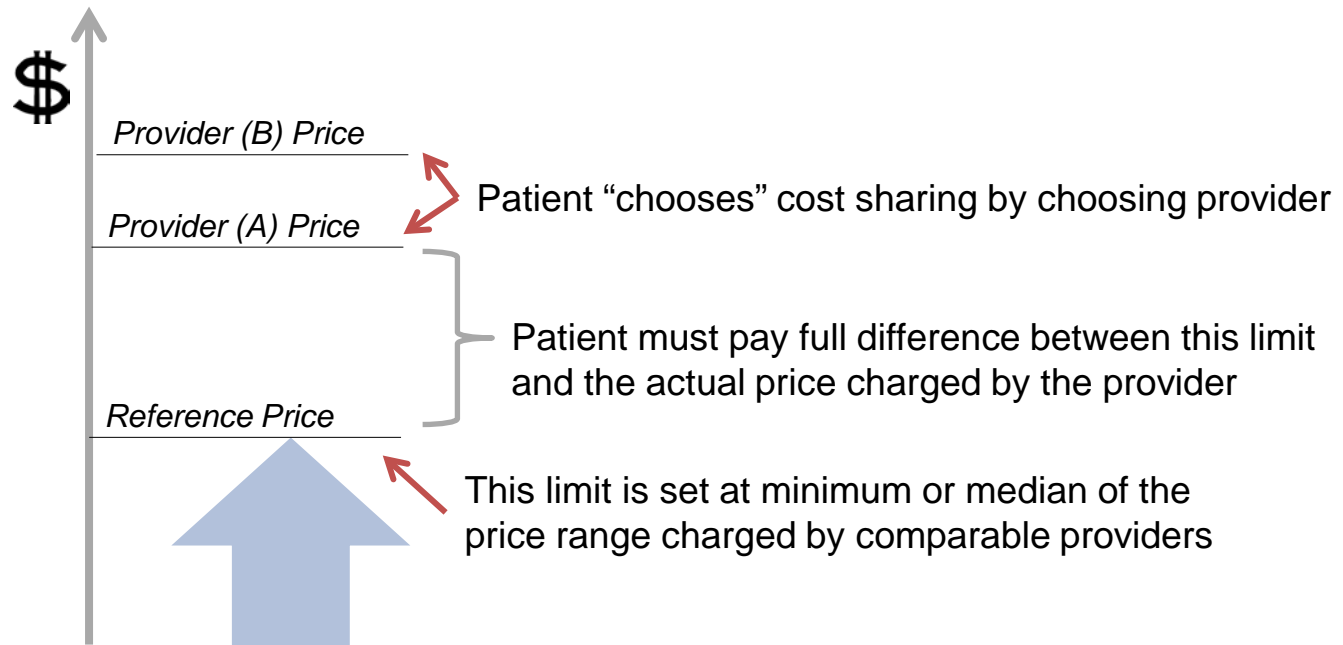 $
Provider (B) Price
Patient “chooses” cost sharing by choosing provider
Provider (A) Price
Patient must pay full difference between this limit
and the actual price charged by the provider
Reference Price
This limit is set at minimum or median of the
price range charged by comparable providers